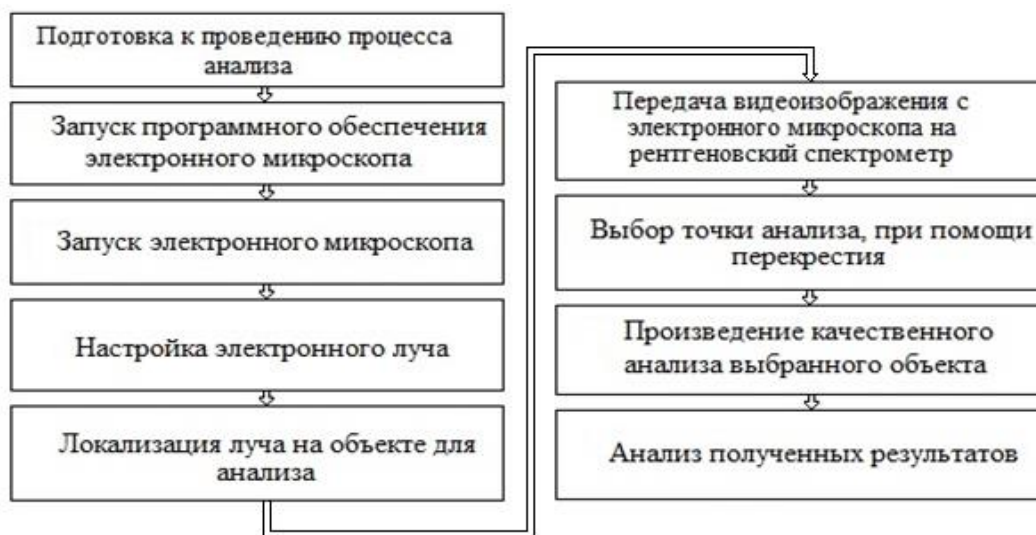 Подготовка к проведению процесса
анализа
Запуск программного обеспечения
электронного микроскопа
Запуск электронного микроскопа
Настройка электронного луча
Локализация луча на объекте для
анализа
Передача видеоизображения с
электронного микроскопа на
рентгеновский спектрометр
Выбор точки анализа, при помощи
перекрестия
Произведение качественного
анализа выбранного объекта
Анализ полученных результатов